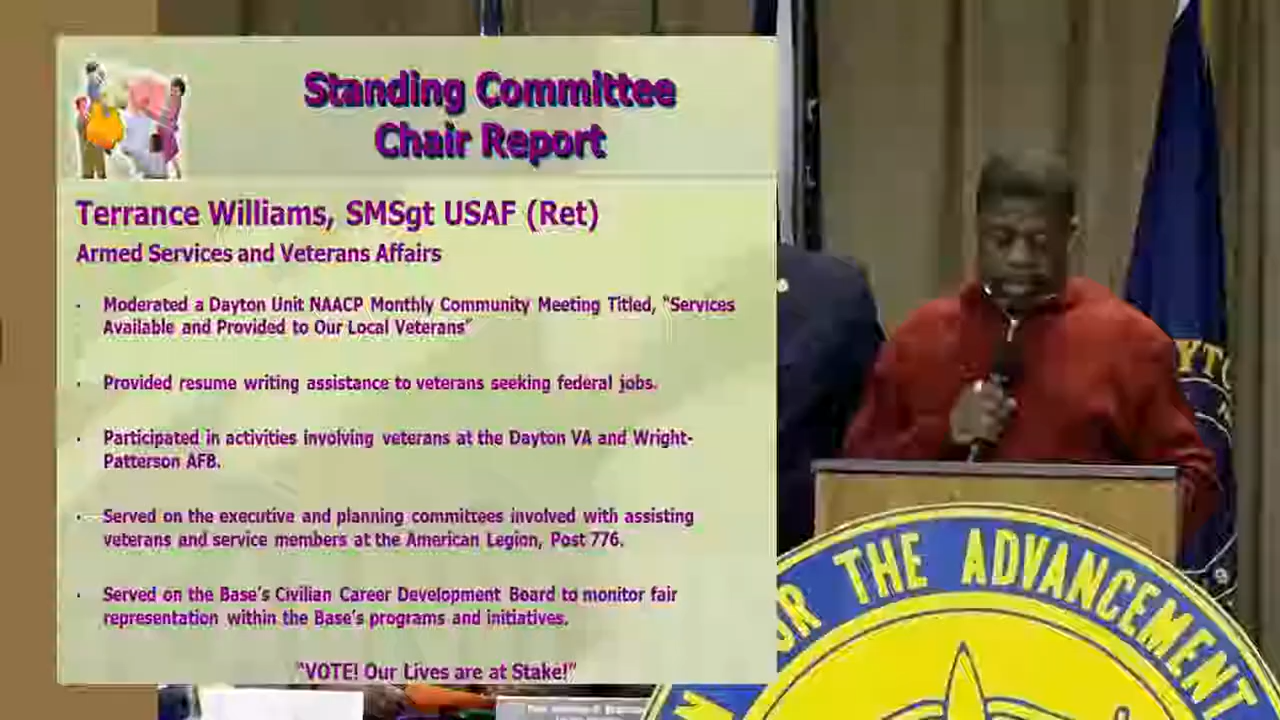 Standing Committee
Chair Report
Terrance Williams, SMSgt USAF (Ret)
Armed Services and Veterans Affairs
· Moderated a Dayton Unit NAACP Monthly Community Meeting Titled, "Services
Available and Provided to Our Local Veterans"
· Provided resume writing assistance to veterans seeking federal jobs.
· Participated in activities involving veterans at the Dayton VA and Wright-
Patterson AFB.
· Served on the executive and planning committees involved with assisting
veterans and service members at the American Legion, Post 776.
· Served on the Base's Civilian Career Development Board to monitor fair
representation within the Base's programs and initiatives.
"VOTE! Our Lives are at Stake!"
THE ADVANCEMENT